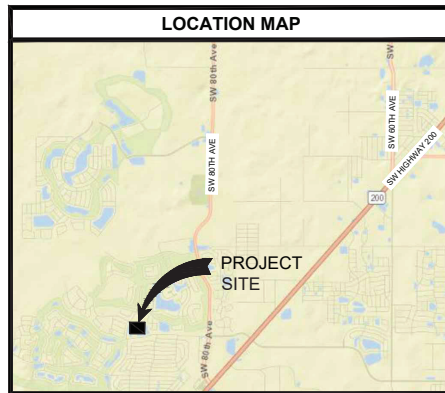 LOCATION MAP
SW 80th Ave
SW
SW 80TH AVE
SW 60TH AVE
SW HIGHWAY 200
200
PROJECT
SITE
SW 80th Ave